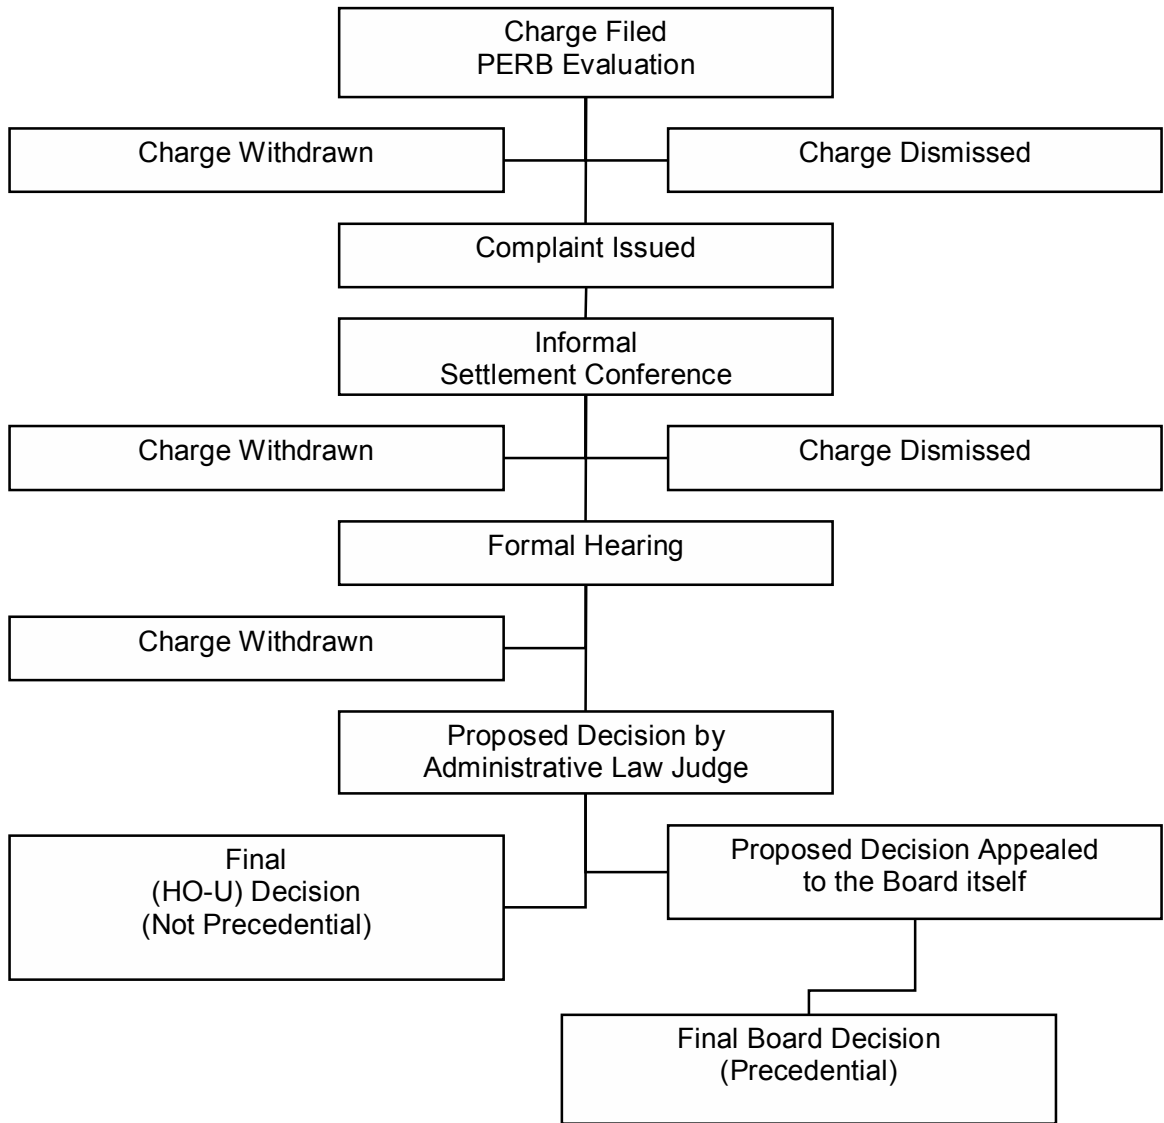 Charge Filed
PERB Evaluation
Charge Withdrawn
Charge Dismissed
Complaint Issued
Informal
Settlement Conference
Charge Withdrawn
Charge Dismissed
Formal Hearing
Charge Withdrawn
Proposed Decision by
Administrative Law Judge
Final
(HO-U) Decision
(Not Precedential)
Proposed Decision Appealed
to the Board itself
Final Board Decision
(Precedential)